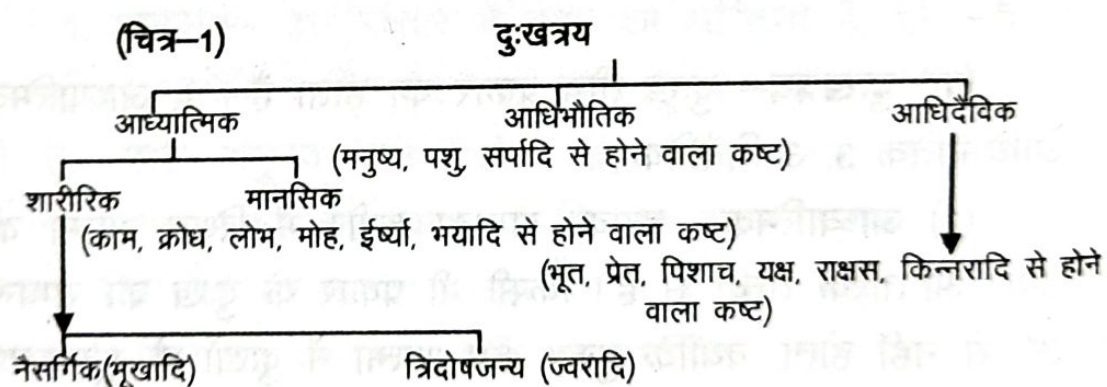 (चित्र–1) दुःखत्रय
आध्यात्मिक आधिभौतिक आधिदैविक
(मनुष्य, पशु, सर्पादि से होने वाला कष्ट)
शारीरिक मानसिक
(काम, क्रोध, लोभ, मोह, ईर्ष्या, भयादि से होने वाला कष्ट)
(भूत, प्रेत, पिशाच, यक्ष, राक्षस, किन्नरादि से होने
वाला कष्ट)
नैसर्गिक(भूखादि) त्रिदोषजन्य (ज्वरादि)